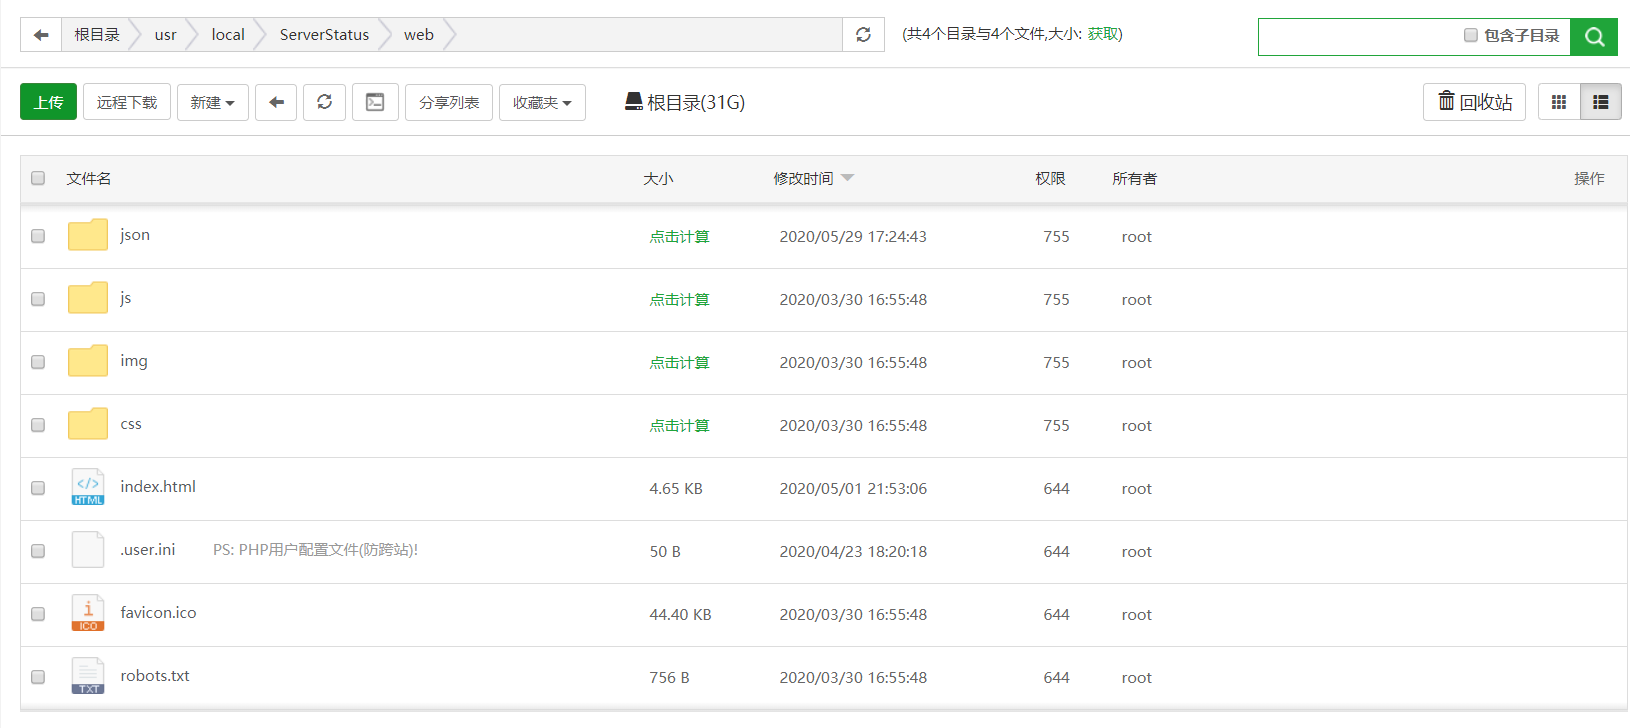 根目录 usr local ServerStatus web (共4个目录与4个文件,大小: 获取) 包含子目录
上传 远程下载 新建 分享列表 收藏夹 根目录(31G) 回收站
文件名 大小 修改时间 权限 所有者 操作
json 点击计算 2020/05/29 17:24:43 755 root
js 点击计算 2020/03/30 16:55:48 755 root
img 点击计算 2020/03/30 16:55:48 755 root
css 点击计算 2020/03/30 16:55:48 755 root
</> HTML index.html 4.65 KB 2020/05/01 21:53:06 644 root
.user.ini PS: PHP用户配置文件(防跨站)! 50 B 2020/04/23 18:20:18 644 root
i ICO favicon.ico 44.40 KB 2020/03/30 16:55:48 644 root
TXT robots.txt 756 B 2020/03/30 16:55:48 644 root